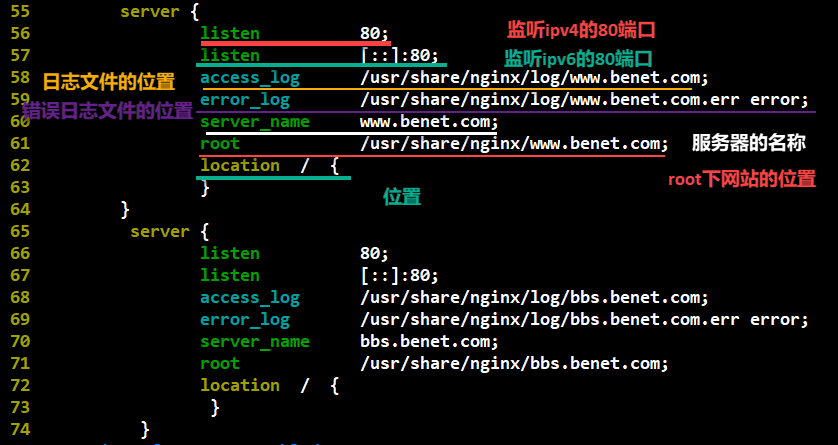 55 server {
56 listen 80; 监听ipv4的80端口
57 listen [::]:80; 监听ipv6的80端口
58 日志文件的位置 access_log /usr/share/nginx/log/www.benet.com;
59 错误日志文件的位置 error_log /usr/share/nginx/log/www.benet.com.err error;
60 server_name www.benet.com;
61 root /usr/share/nginx/www.benet.com; 服务器的名称
62 location / { root下网站的位置
63 } 位置
64 }
65 server {
66 listen 80;
67 listen [::]:80;
68 access_log /usr/share/nginx/log/bbs.benet.com;
69 error_log /usr/share/nginx/log/bbs.benet.com.err error;
70 server_name bbs.benet.com;
71 root /usr/share/nginx/bbs.benet.com;
72 location / {
73 }
74 }